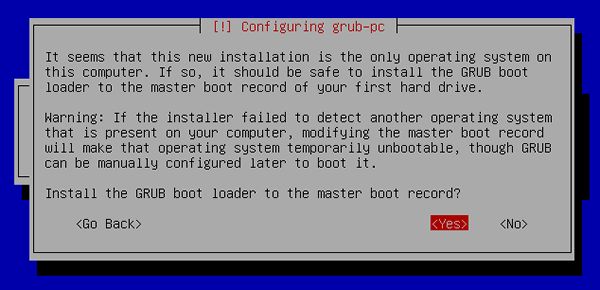 [!] Configuring grub-pc
It seems that this new installation is the only operating system on
this computer. If so, it should be safe to install the GRUB boot
loader to the master boot record of your first hard drive.
Warning: If the installer failed to detect another operating system
that is present on your computer, modifying the master boot record
will make that operating system temporarily unbootable, though GRUB
can be manually configured later to boot it.
Install the GRUB boot loader to the master boot record?
<Go Back> <Yes> <No>